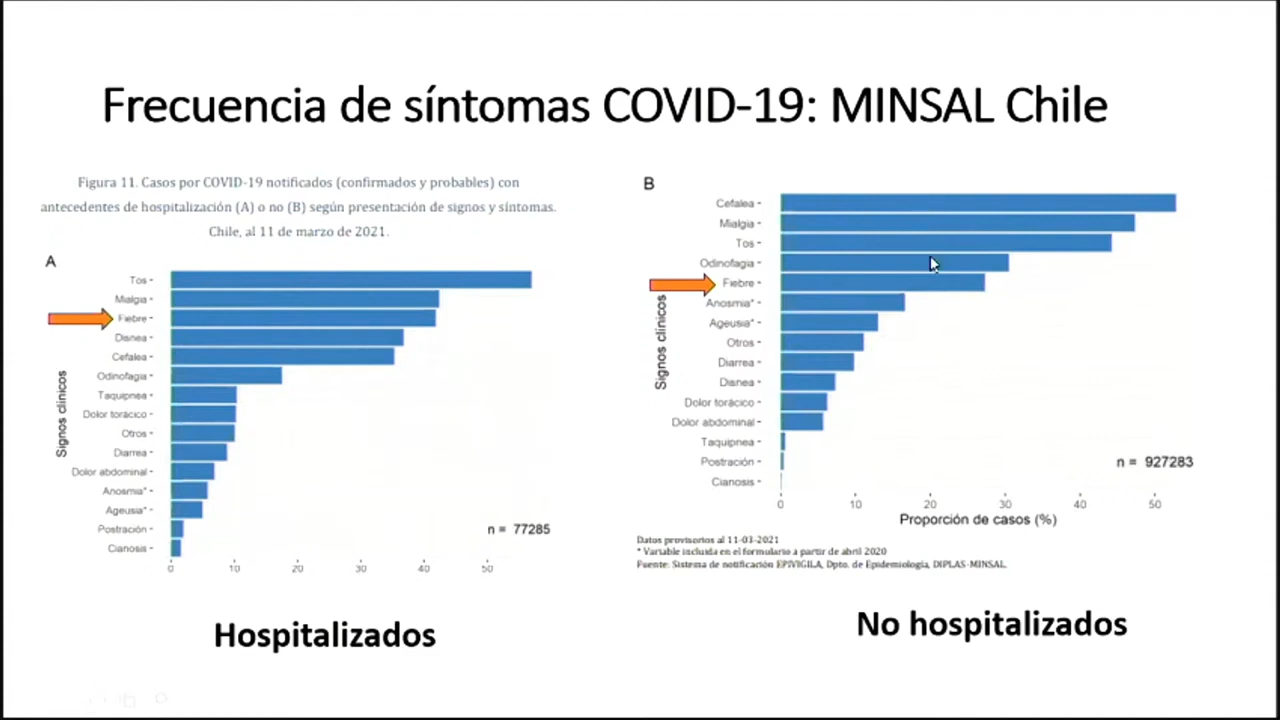 Frecuencia de síntomas COVID-19: MINSAL Chile
Figura 11. Casos por COVID-19 notificados (confirmados y probables) con
antecedentes de hospitalización (A) o no (B) según presentación de signos y síntomas.
Chile, al 11 de marzo de 2021.
A
Signos clínicos
Tos
Mialgia
Fiebre
Disnea
Cefalea
Odinofagia
Taquipnea
Dolor torácico
Otros
Diarrea
Dolor abdominal
Anosmia*
Ageusia*
Postración
Cianosis
n = 77285
0 10 20 30 40 50
Hospitalizados
B
Signos clínicos
Cefalea
Mialgia
Tos
Odinofagia
Fiebre
Anosmia*
Ageusia*
Otros
Diarrea
Disnea
Dolor torácico
Dolor abdominal
Taquipnea
Postración
Cianosis
n = 927283
0 10 20 30 40 50
Proporción de casos (%)
Datos provisorios al 11-03-2021
* Variable incluida en el formulario a partir de abril 2020
Fuente: Sistema de notificación EPIVIGILA, Dpto. de Epidemiología, DIPLAS-MINSAL.
No hospitalizados